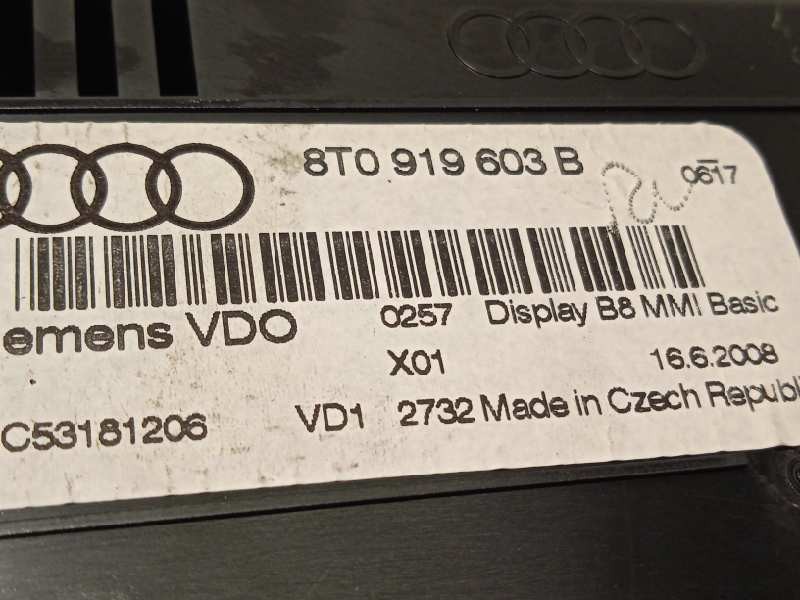 8T0 919 603 B 0617
emens VDO 0257 Display B8 MMI Basic
X01 16.6.2008
C53181206 VD1 2732 Made in Czech Republi